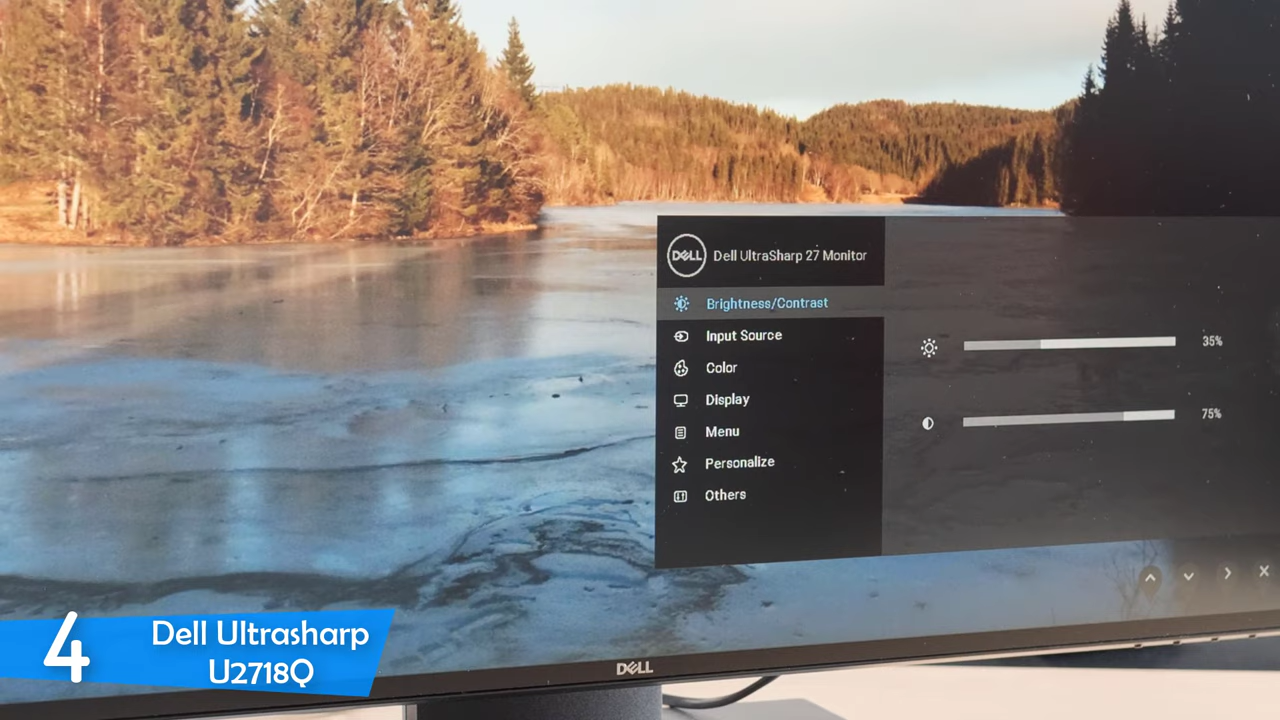 DELL
Dell UltraSharp 27 Monitor
Brightness/Contrast
Input Source
Color
Display
Menu
Personalize
Others
35%
75%
DELL
4
Dell Ultrasharp
U2718Q